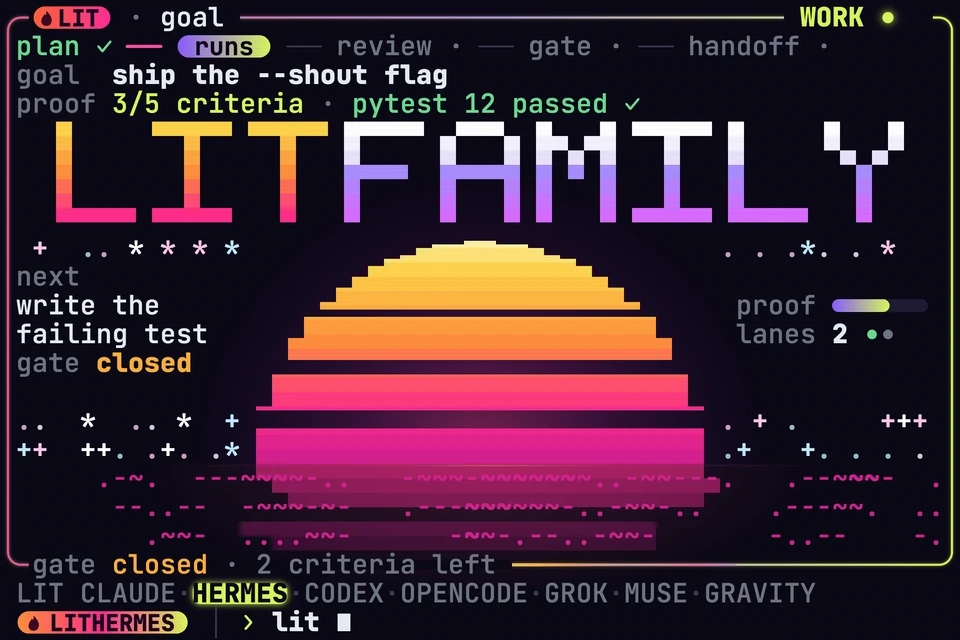 LIT · goal WORK
plan ✓ runs review · gate · handoff ·
goal ship the --shout flag
proof 3/5 criteria · pytest 12 passed ✓
LITFAMILY
next
write the
failing test
gate closed
proof
lanes 2
gate closed · 2 criteria left
LIT CLAUDE·HERMES·CODEX·OPENCODE·GROK·MUSE·GRAVITY
LITHERMES › lit